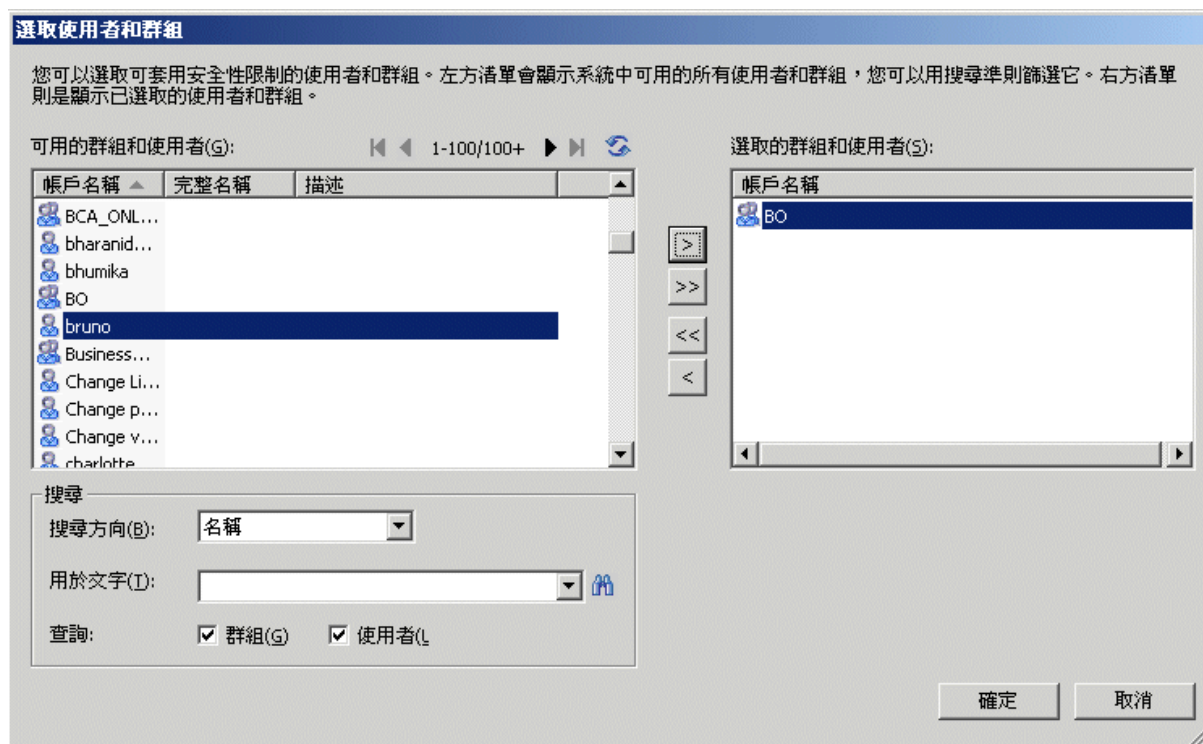 選取使用者和群組
您可以選取可套用安全性限制的使用者和群組。左方清單會顯示系統中可用的所有使用者和群組，您可以用搜尋準則篩選它。右方清單
則是顯示已選取的使用者和群組。
可用的群組和使用者(G):
1-100/100+
選取的群組和使用者(S):
帳戶名稱 完整名稱 描述
帳戶名稱
BCA_ONL...
bharanid...
bhumika
BO
bruno
Business...
Change Li...
Change p...
Change v...
charlotte
BO
>
>>
<<
<
搜尋
搜尋方向(B):
名稱
用於文字(T):
查詢:
群組(G)
使用者(L
確定
取消